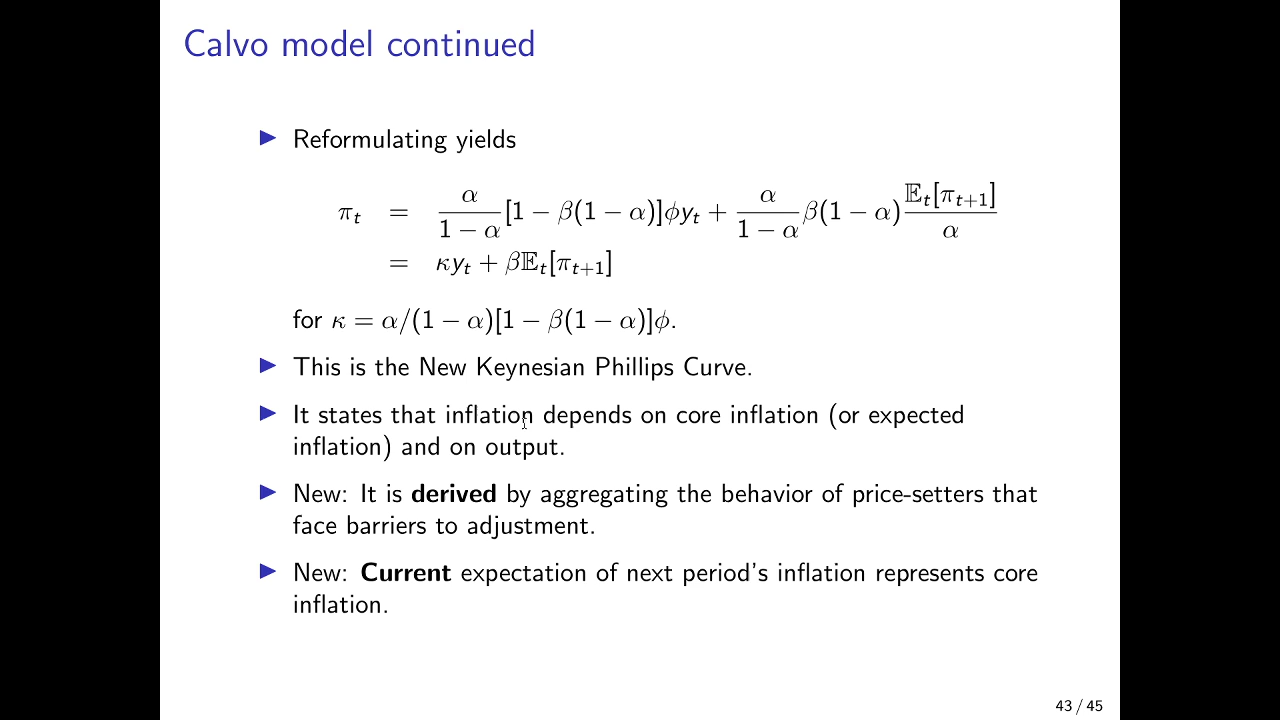 Calvo model continued
▶ Reformulating yields
π_t = α/(1 − α) [1 − β(1 − α)]ϕy_t + α/(1 − α) β(1 − α) 𝔼_t[π_{t+1}]/α
= κy_t + β𝔼_t[π_{t+1}]
for κ = α/(1 − α)[1 − β(1 − α)]ϕ.
▶ This is the New Keynesian Phillips Curve.
▶ It states that inflation depends on core inflation (or expected
inflation) and on output.
▶ New: It is derived by aggregating the behavior of price-setters that
face barriers to adjustment.
▶ New: Current expectation of next period's inflation represents core
inflation.
43 / 45